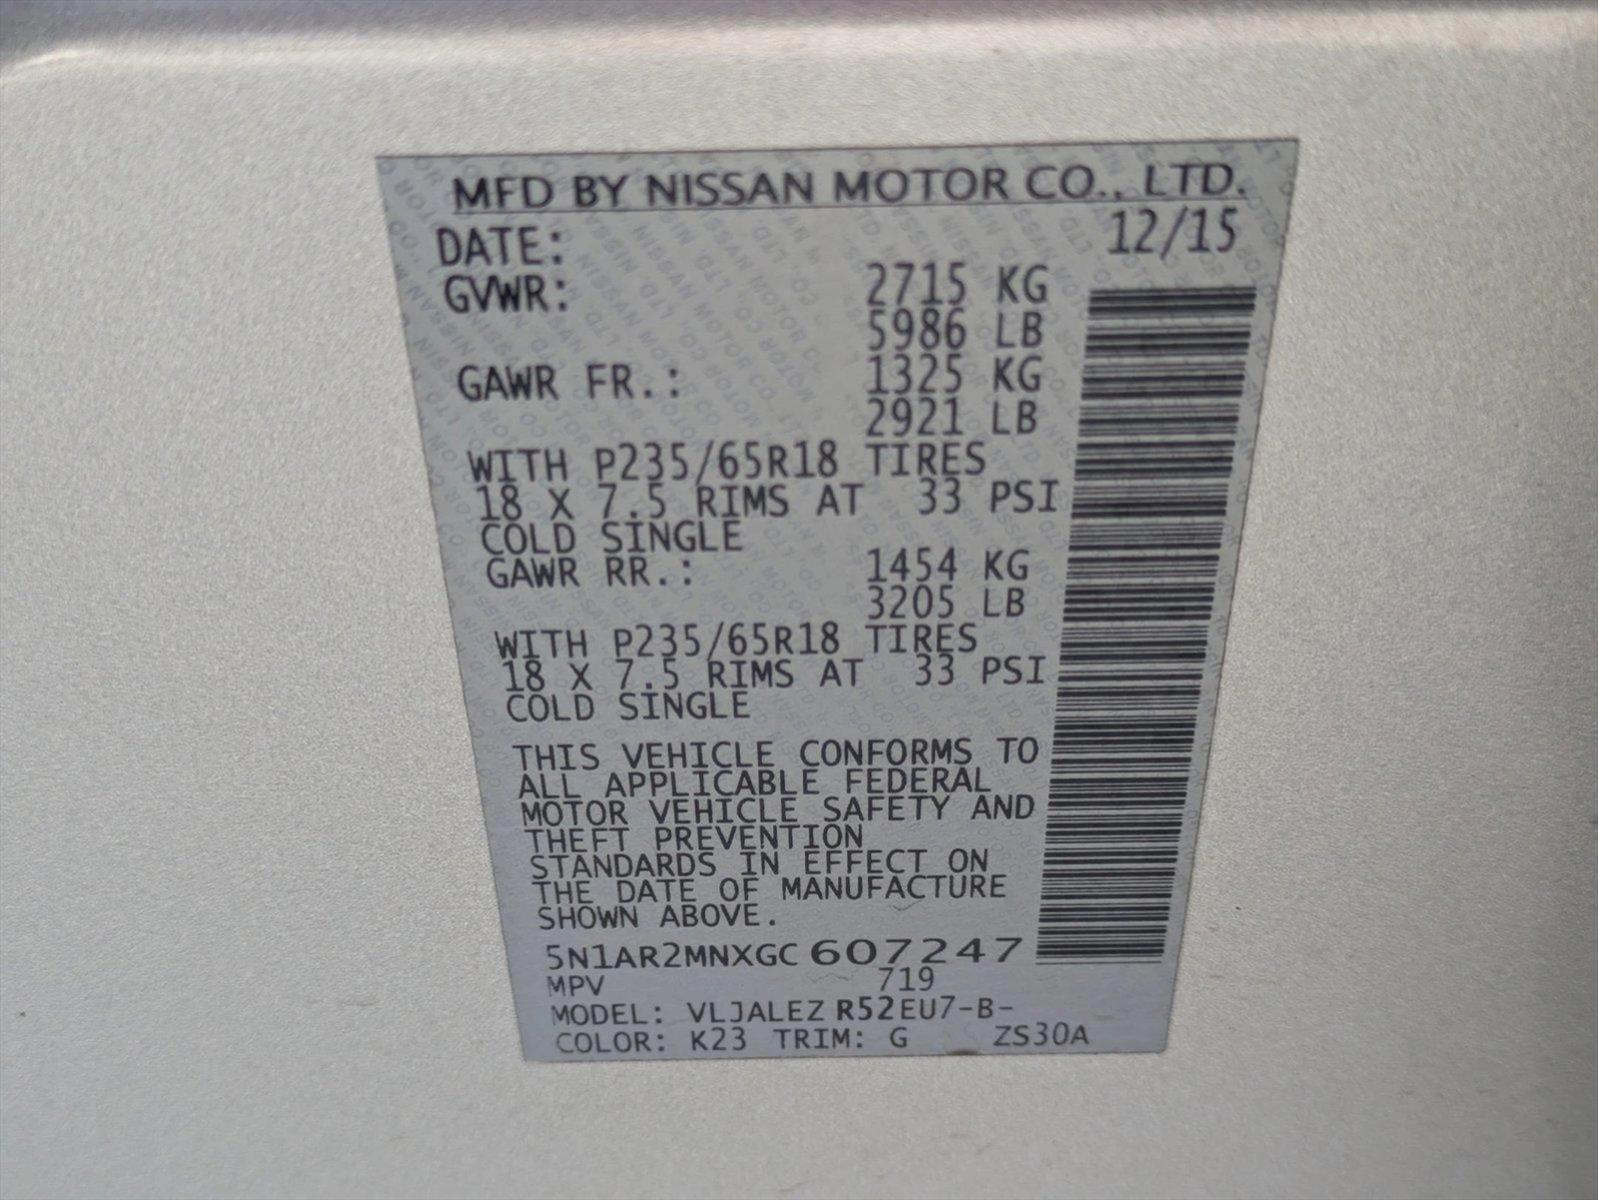 MFD BY NISSAN MOTOR CO., LTD.
DATE: 12/15
GVWR: 2715 KG
5986 LB
GAWR FR.: 1325 KG
2921 LB
WITH P235/65R18 TIRES
18 X 7.5 RIMS AT 33 PSI
COLD SINGLE
GAWR RR.: 1454 KG
3205 LB
WITH P235/65R18 TIRES
18 X 7.5 RIMS AT 33 PSI
COLD SINGLE
THIS VEHICLE CONFORMS TO
ALL APPLICABLE FEDERAL
MOTOR VEHICLE SAFETY AND
THEFT PREVENTION
STANDARDS IN EFFECT ON
THE DATE OF MANUFACTURE
SHOWN ABOVE.
5N1AR2MNXGC607247
MPV 719
MODEL: VLJALEZ R52EU7-B-
COLOR: K23 TRIM: G ZS30A